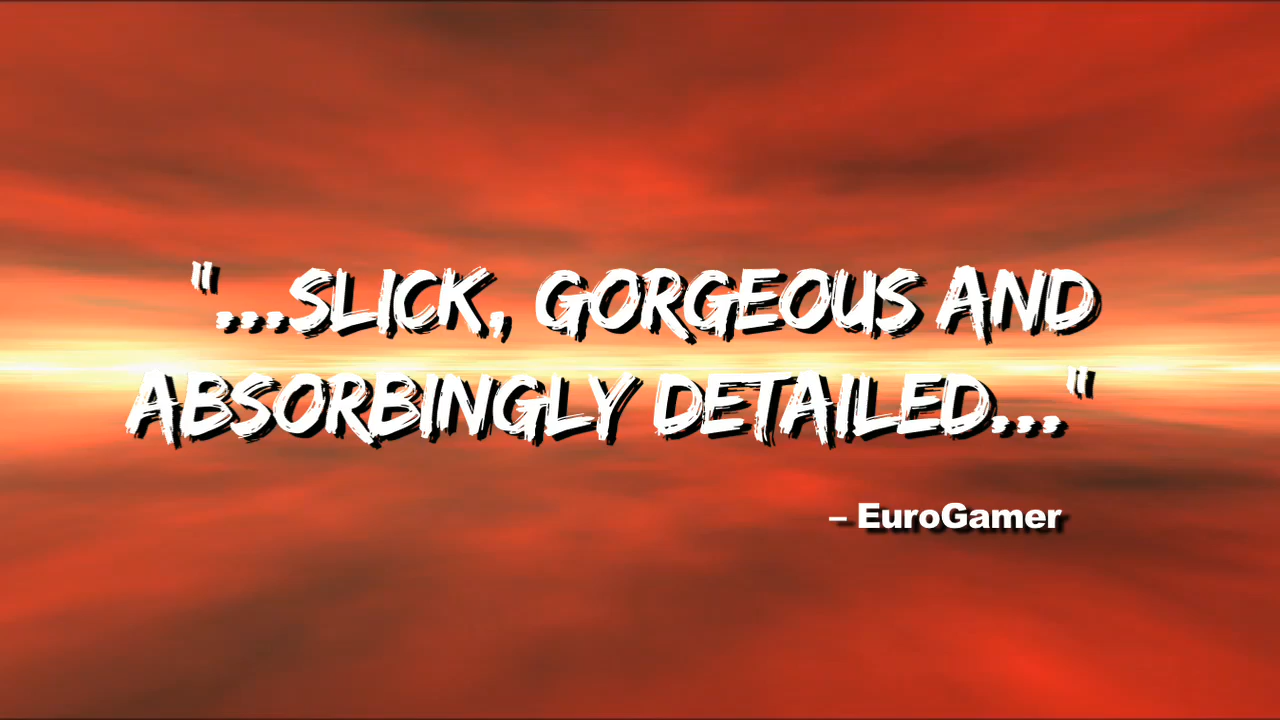 "...SLICK, GORGEOUS AND
ABSORBINGLY DETAILED..."
– EuroGamer